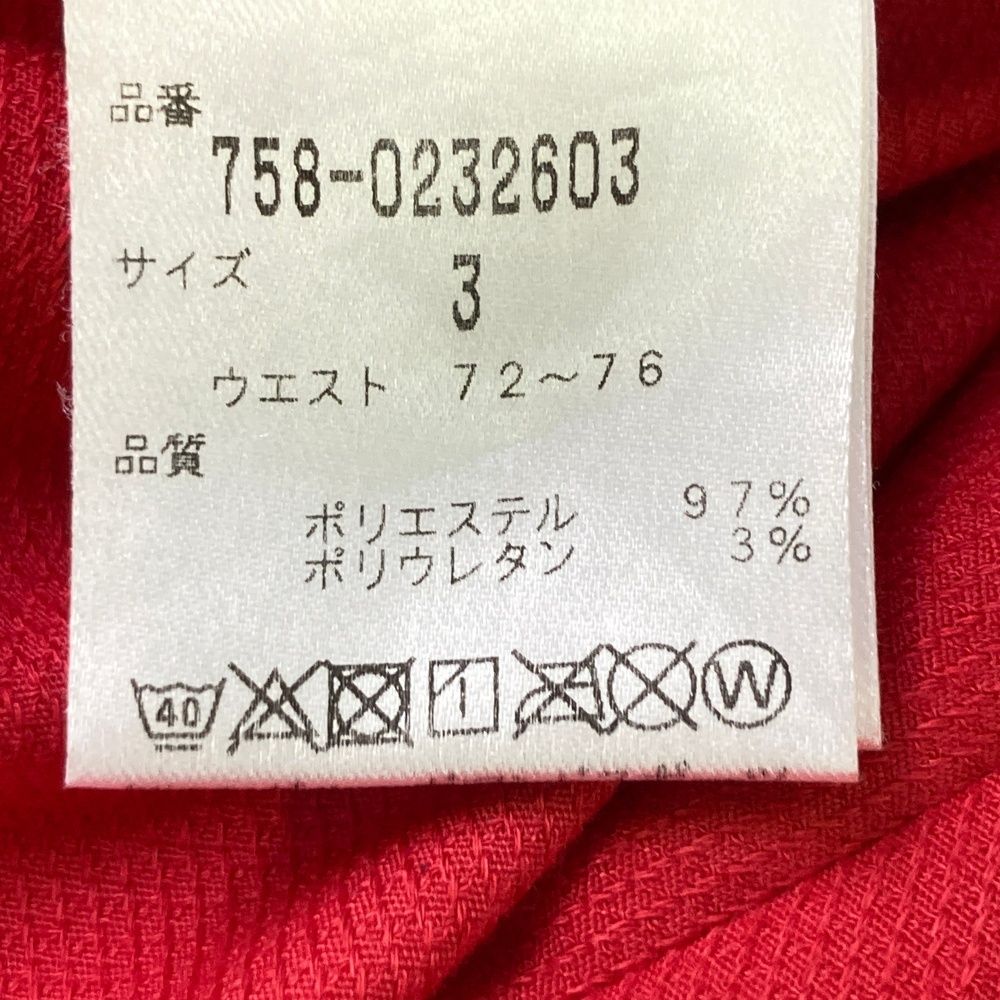 品番
758-0232603
サイズ 3
ウエスト 72～76
品質
ポリエステル 97%
ポリウレタン 3%
40 W